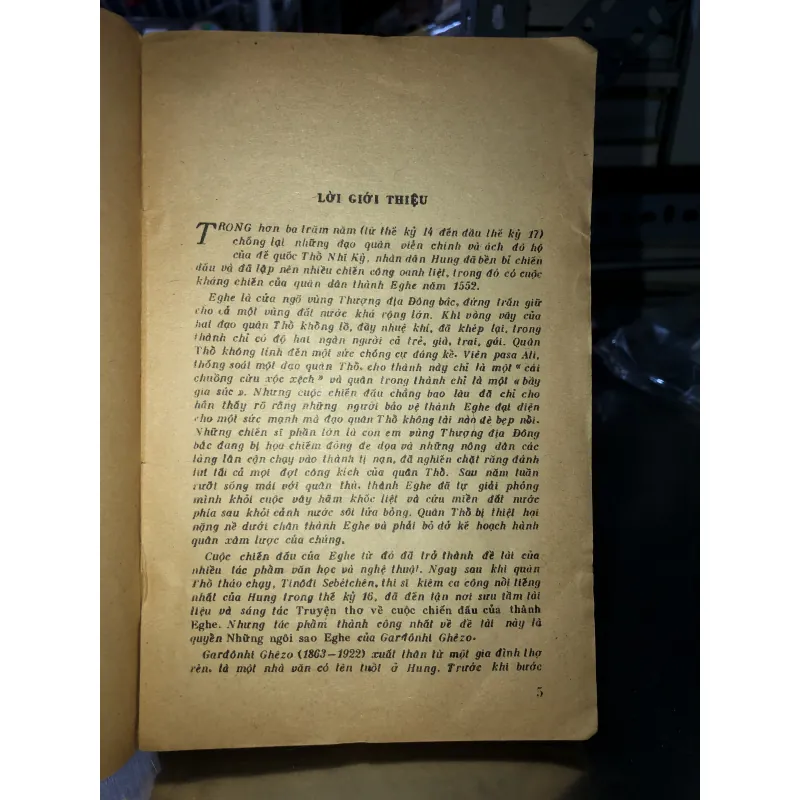 LỜI GIỚI THIỆU
TRONG hơn ba trăm năm (từ thế kỷ 14 đến đầu thế kỷ 17)
chống lại những đạo quân viễn chinh và ách đô hộ
của đế quốc Thổ Nhĩ Kỳ, nhân dân Hung đã bền bỉ chiến
đấu và đã lập nên nhiều chiến công oanh liệt, trong đó có cuộc
kháng chiến của quân dân thành Eghe năm 1552.
Eghe là cửa ngõ vùng Thượng địa Đông bắc, đứng trấn giữ
cho cả một vùng đất nước khá rộng lớn. Khi vòng vây của
hai đạo quân Thổ khổng lồ, đầy nhuệ khí, đã khép lại, trong
thành chỉ có độ hai ngàn người cả trẻ, già, trai, gái. Quân
Thổ không tính đến một sức chống cự đáng kể. Viên pasa Ali,
thống soái một đạo quân Thổ, cho thành này chỉ là một « cái
chuồng cừu xộc xệch » và quân trong thành chỉ là một « bầy
gia súc ». Nhưng cuộc chiến đấu chẳng bao lâu đã chỉ cho
hắn thấy rõ rằng những người bảo vệ thành Eghe đại diện
cho một sức mạnh mà đạo quân Thổ không tài nào đè bẹp nổi.
Những chiến sĩ phần lớn là con em vùng Thượng địa Đông
bắc đang bị họa chiếm đóng đe dọa và những nông dân các
làng lân cận chạy vào thành tị nạn, đã nghiến chặt răng đánh
lui tất cả mọi đợt công kích của quân Thổ. Sau năm tuần
rưỡi sống mái với quân thù, thành Eghe đã tự giải phóng
mình khỏi cuộc vây hãm khốc liệt và cứu miền đất nước
phía sau khỏi cảnh nước sôi lửa bỏng. Quân Thổ bị thiệt hại
nặng nề dưới chân thành Eghe và phải bỏ dở kế hoạch hành
quân xâm lược của chúng.
Cuộc chiến đấu của Eghe từ đó đã trở thành đề tài của
nhiều tác phẩm văn học và nghệ thuật. Ngay sau khi quân
Thổ tháo chạy, Tinôđi Sebétchên, thi sĩ kiêm ca công nổi tiếng
nhất của Hung trong thế kỷ 16, đã đến tận nơi sưu tầm tài
liệu và sáng tác Truyện thơ về cuộc chiến đấu của thành
Eghe. Nhưng tác phẩm thành công nhất về đề tài này là
quyển Những ngôi sao Eghe của Garđônhi Ghêzo.
Garđônhi Ghêzo (1863—1922) xuất thân từ một gia đình thợ
rèn, là một nhà văn có tên tuổi ở Hung. Trước khi bước
5